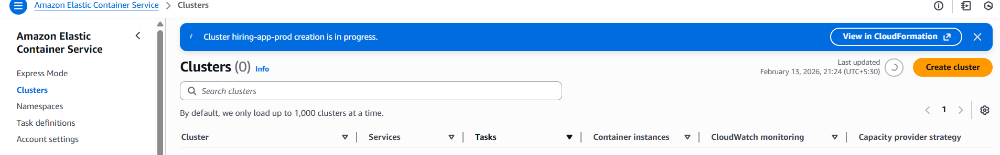 Amazon Elastic Container Service > Clusters
Amazon Elastic
Container Service
Express Mode
Clusters
Namespaces
Task definitions
Account settings
Cluster hiring-app-prod creation is in progress.
View in CloudFormation
Clusters (0) Info
Last updated
February 13, 2026, 21:24 (UTC+5:30)
Create cluster
Search clusters
By default, we only load up to 1,000 clusters at a time.
1
Cluster Services Tasks Container instances CloudWatch monitoring Capacity provider strategy